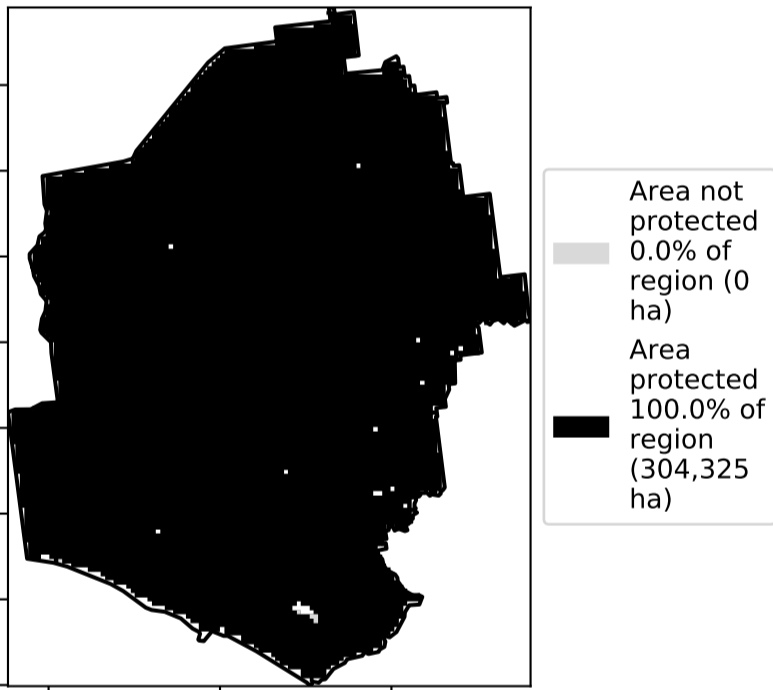 Area not
protected
0.0% of
region (0
ha)
Area
protected
100.0% of
region
(304,325
ha)